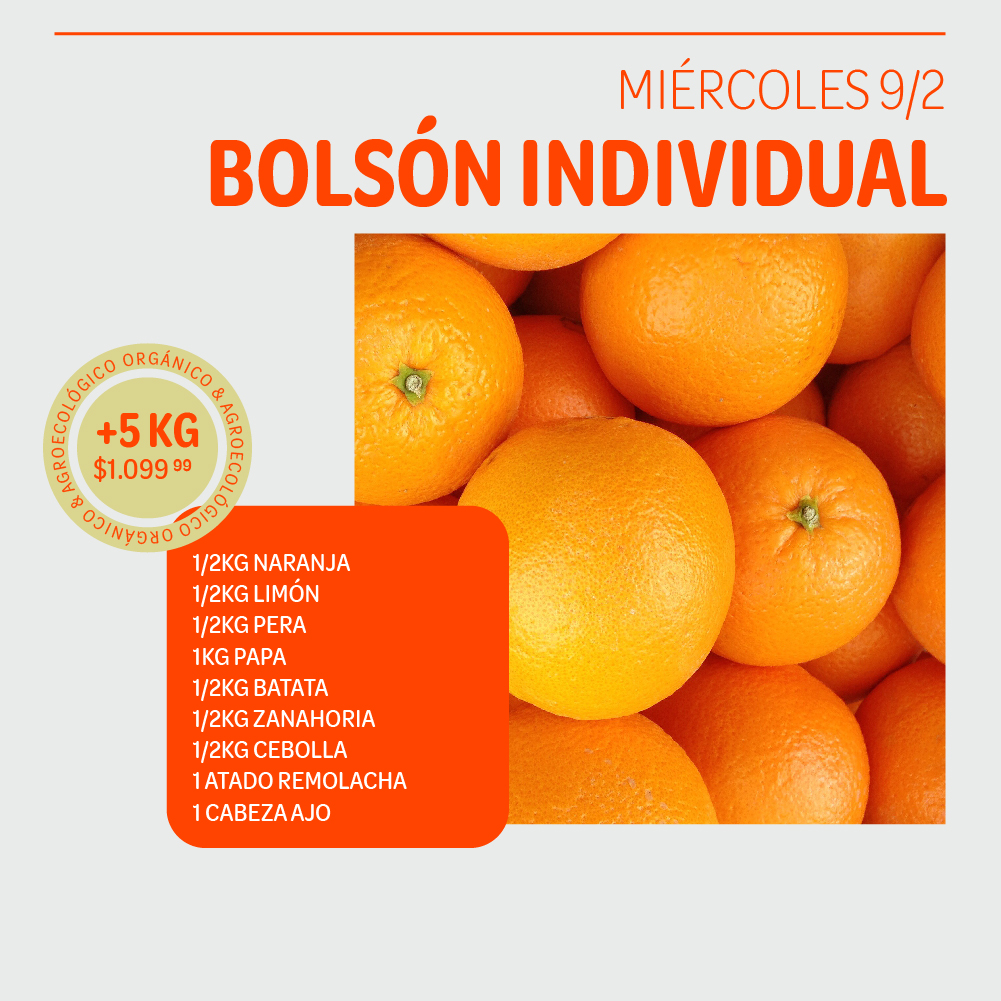 MIÉRCOLES 9/2
BOLSÓN INDIVIDUAL
ORGÁNICO & AGROECOLÓGICO ORGÁNICO & AGROECOLÓGICO
+5 KG
$1.099 99
1/2KG NARANJA
1/2KG LIMÓN
1/2KG PERA
1KG PAPA
1/2KG BATATA
1/2KG ZANAHORIA
1/2KG CEBOLLA
1 ATADO REMOLACHA
1 CABEZA AJO